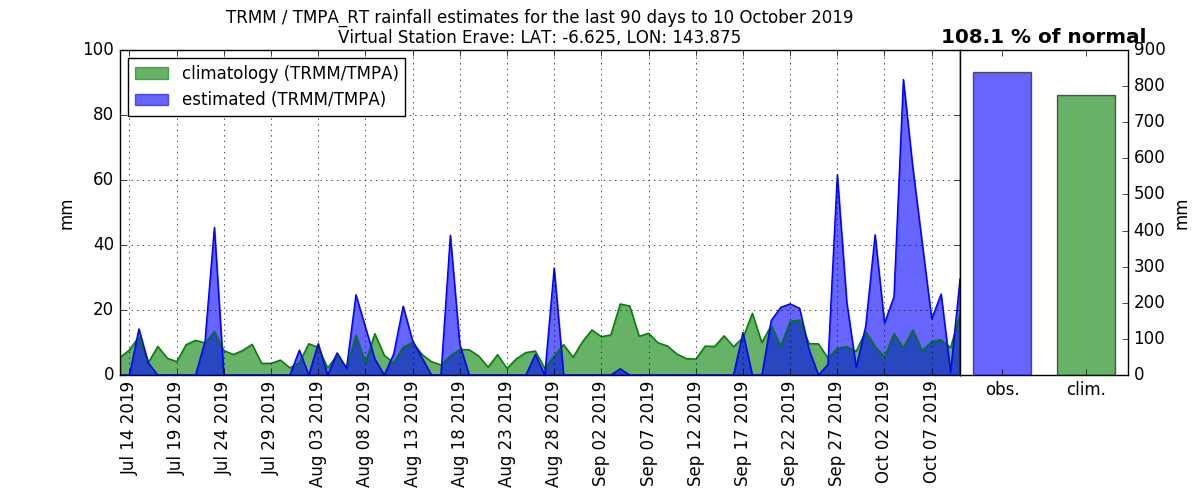 TRMM / TMPA_RT rainfall estimates for the last 90 days to 10 October 2019
Virtual Station Erave: LAT: -6.625, LON: 143.875
108.1 % of normal
climatology (TRMM/TMPA)
estimated (TRMM/TMPA)
100
80
60
40
20
0
mm
Jul 14 2019
Jul 19 2019
Jul 24 2019
Jul 29 2019
Aug 03 2019
Aug 08 2019
Aug 13 2019
Aug 18 2019
Aug 23 2019
Aug 28 2019
Sep 02 2019
Sep 07 2019
Sep 12 2019
Sep 17 2019
Sep 22 2019
Sep 27 2019
Oct 02 2019
Oct 07 2019
obs.
clim.
900
800
700
600
500
400
300
200
100
0
mm